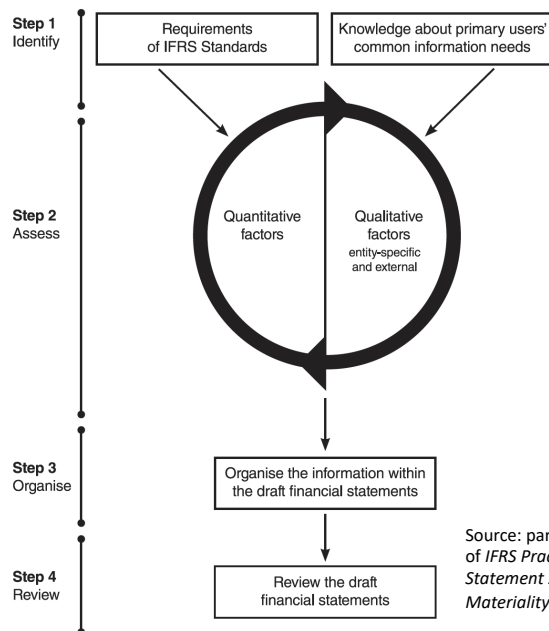 Step 1
Identify
Requirements
of IFRS Standards
Knowledge about primary users'
common information needs
Step 2
Assess
Quantitative
factors
Qualitative
factors
entity-specific
and external
Step 3
Organise
Organise the information within
the draft financial statements
Step 4
Review
Review the draft
financial statements
Source:
of IFRS
Statement
Materiality